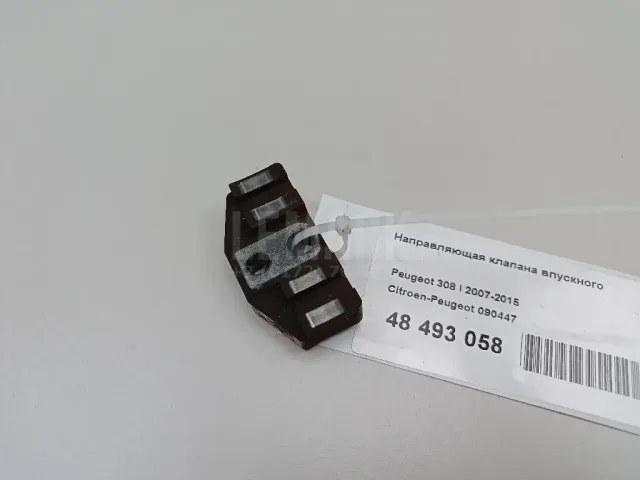 Направляющая клапана впускного
Peugeot 308 I 2007-2015
Citroen-Peugeot 090447
48 493 058